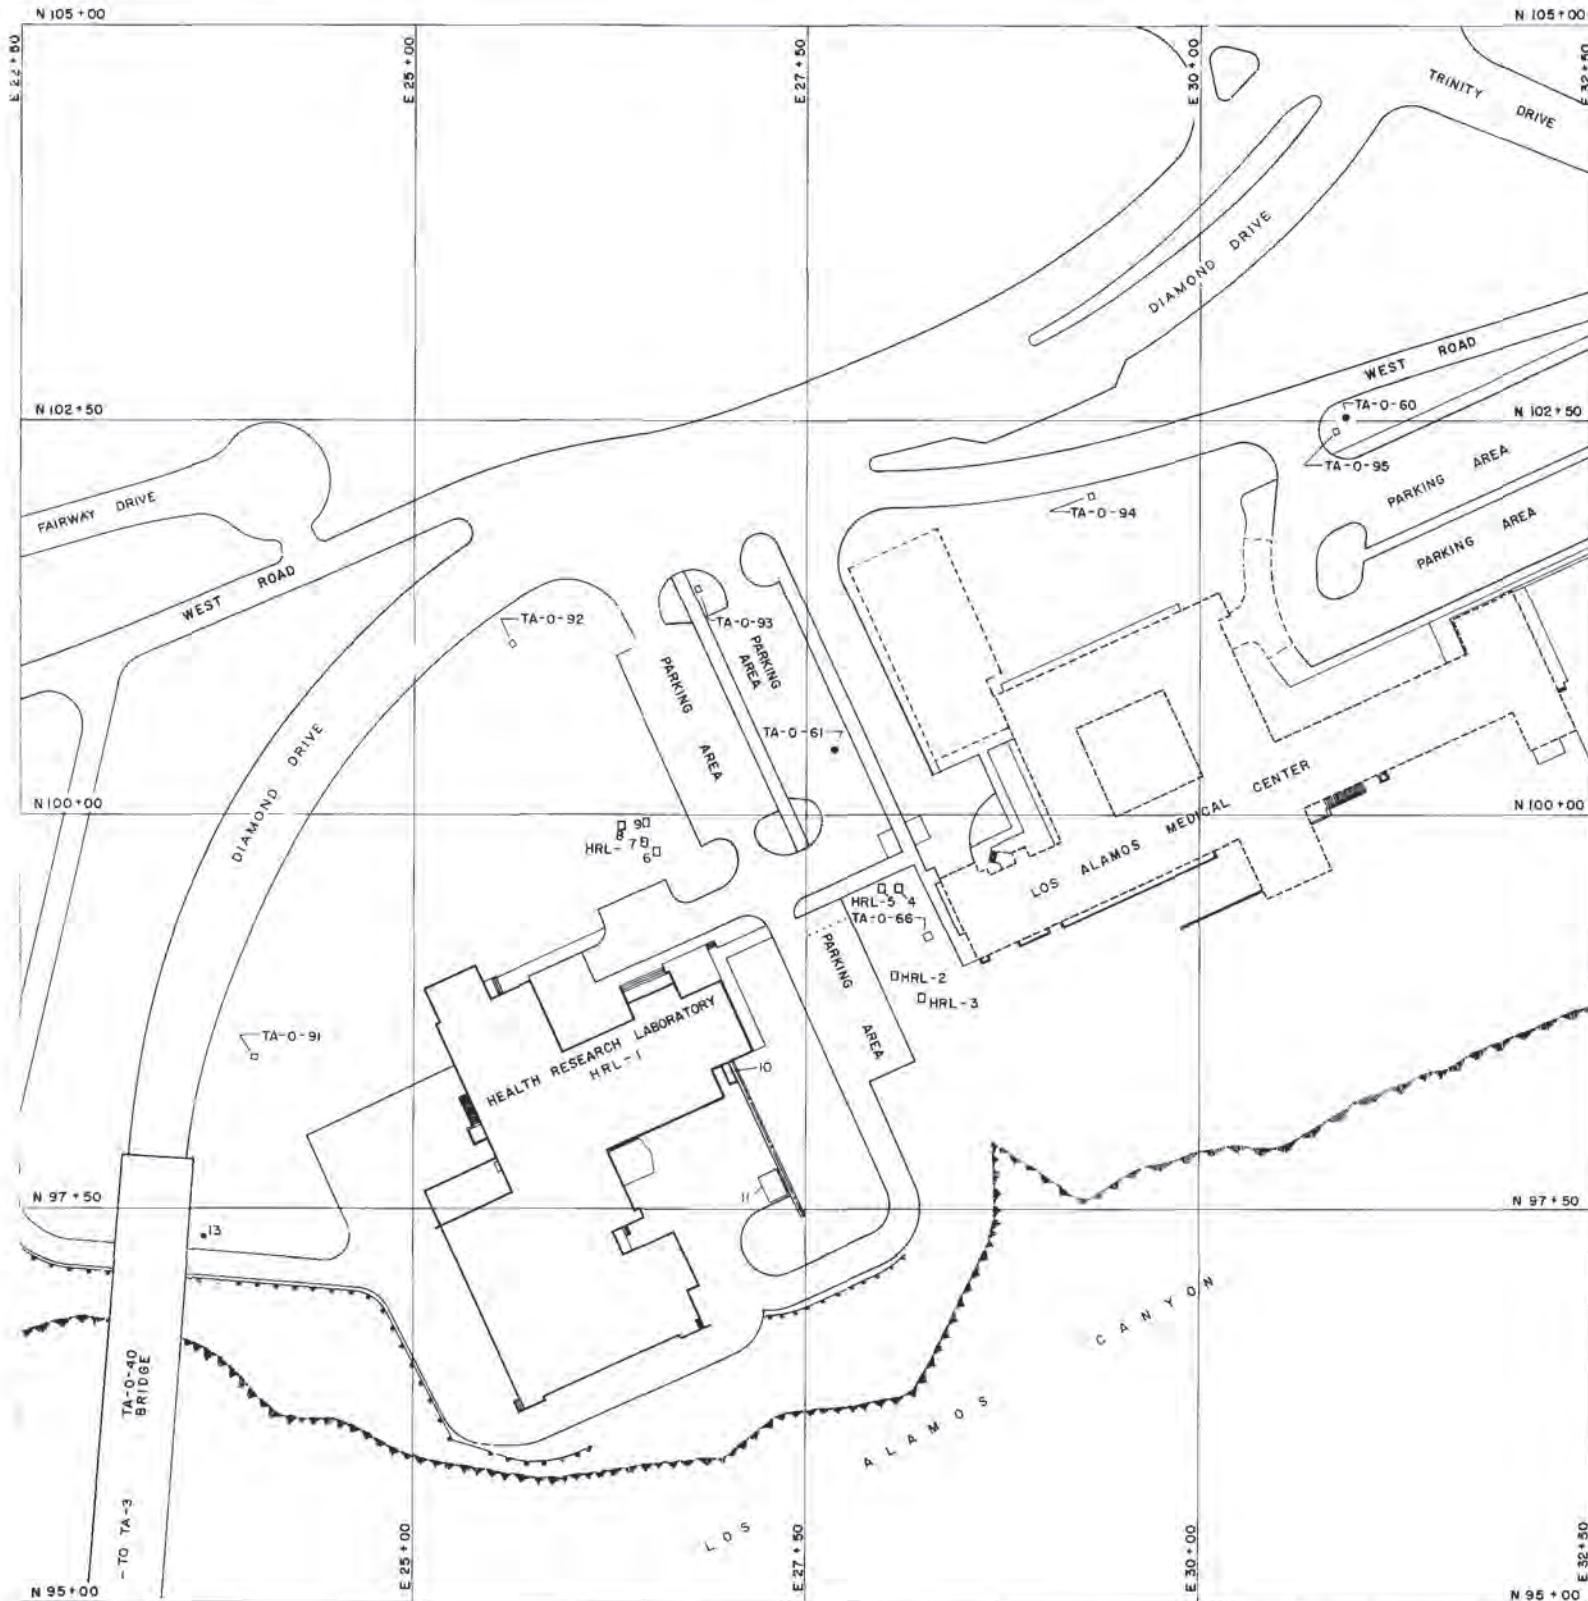 N 105+00
N 105+00
E 22+50
E 25+00
E 27+50
E 30+00
E 32+50
TRINITY
DRIVE
DIAMOND DRIVE
WEST ROAD
N 102+50
TA-0-60
N 102+50
TA-0-95
PARKING AREA
FAIRWAY DRIVE
TA-0-94
PARKING AREA
WEST ROAD
TA-0-92
TA-0-93
PARKING
AREA
PARKING
AREA
TA-0-61
DIAMOND DRIVE
LOS ALAMOS MEDICAL CENTER
N 100+00
N 100+00
9
8
HRL- 7
6
HRL-5 4
TA-0-66
PARKING
AREA
HRL-2
HRL-3
HEALTH RESEARCH LABORATORY
HRL-1
TA-0-91
10
11
N 97+50
N 97+50
13
TA-0-40
BRIDGE
TO TA-3
LOS ALAMOS CANYON
E 25+00
E 27+50
E 30+00
E 32+50
N 95+00
N 95+00